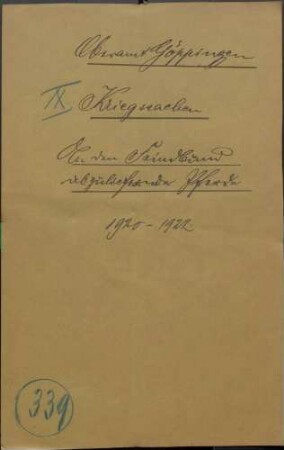 Oberamt Göppingen
IX Kriegssachen
An den Feindbund
abzuliefernde Pferde
1920-1922
339